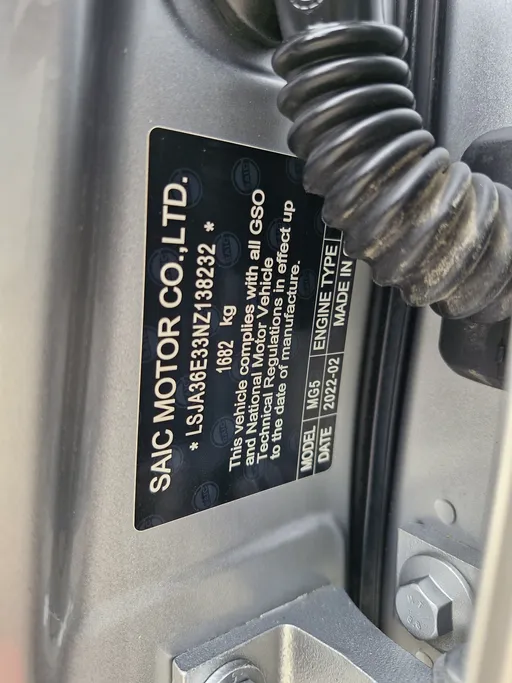 SAIC MOTOR CO.,LTD.
* LSJA36E33NZ138232 *
1682 kg
This vehicle complies with all GSO
and National Motor Vehicle
Technical Regulations in effect up
to the date of manufacture.
MODEL MG5 ENGINE TYPE
DATE 2022-02 MADE IN